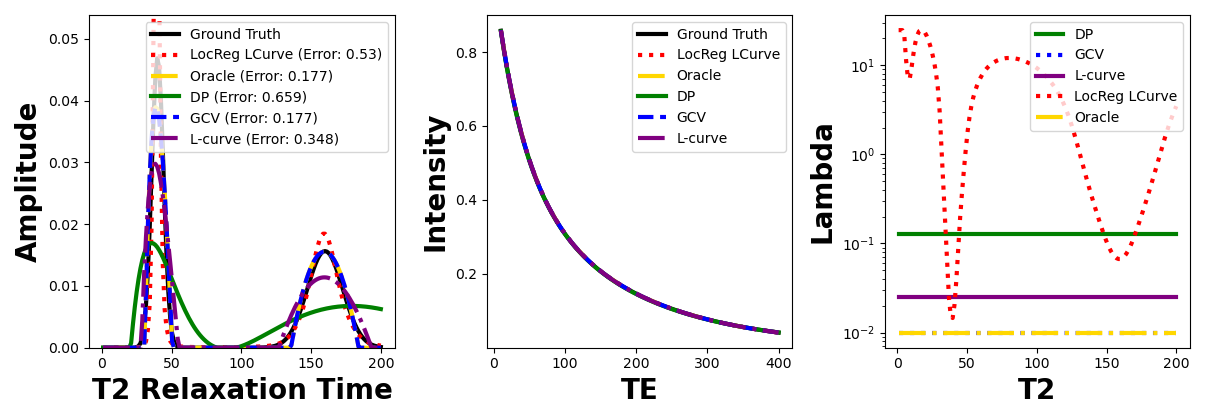 Amplitude
0.05
0.04
0.03
0.02
0.01
0.00
0
50
100
150
200
T2 Relaxation Time
Ground Truth
LocReg LCurve (Error: 0.53)
Oracle (Error: 0.177)
DP (Error: 0.659)
GCV (Error: 0.177)
L-curve (Error: 0.348)
Intensity
0.8
0.6
0.4
0.2
0
100
200
300
400
TE
Ground Truth
LocReg LCurve
Oracle
DP
GCV
L-curve
Lambda
10¹
10⁰
10⁻¹
10⁻²
0
50
100
150
200
T2
DP
GCV
L-curve
LocReg LCurve
Oracle